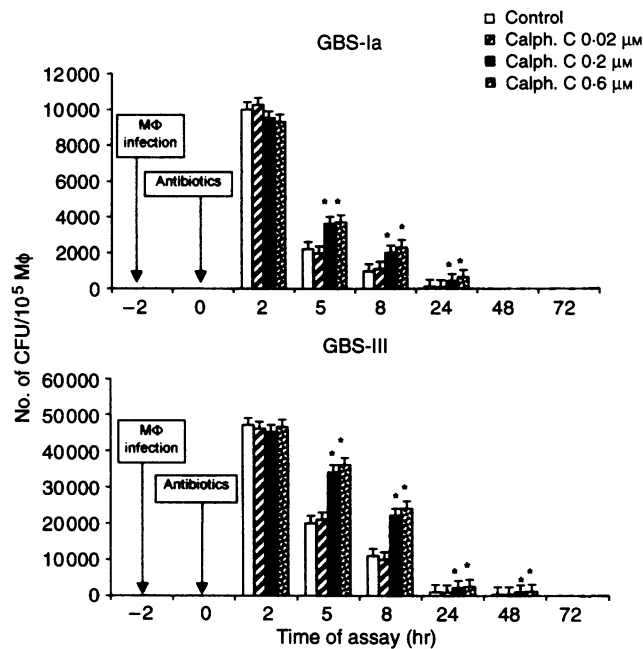 Control
Calph. C 0·02 μM
Calph. C 0·2 μM
Calph. C 0·6 μM
GBS-Ia
12000
10000
8000
6000
4000
2000
0
MΦ
infection
Antibiotics
* *
* *
* *
−2 0 2 5 8 24 48 72
GBS-III
No. of CFU/10⁵ MΦ
60000
50000
40000
30000
20000
10000
0
MΦ
infection
Antibiotics
* *
* *
* *
* *
−2 0 2 5 8 24 48 72
Time of assay (hr)